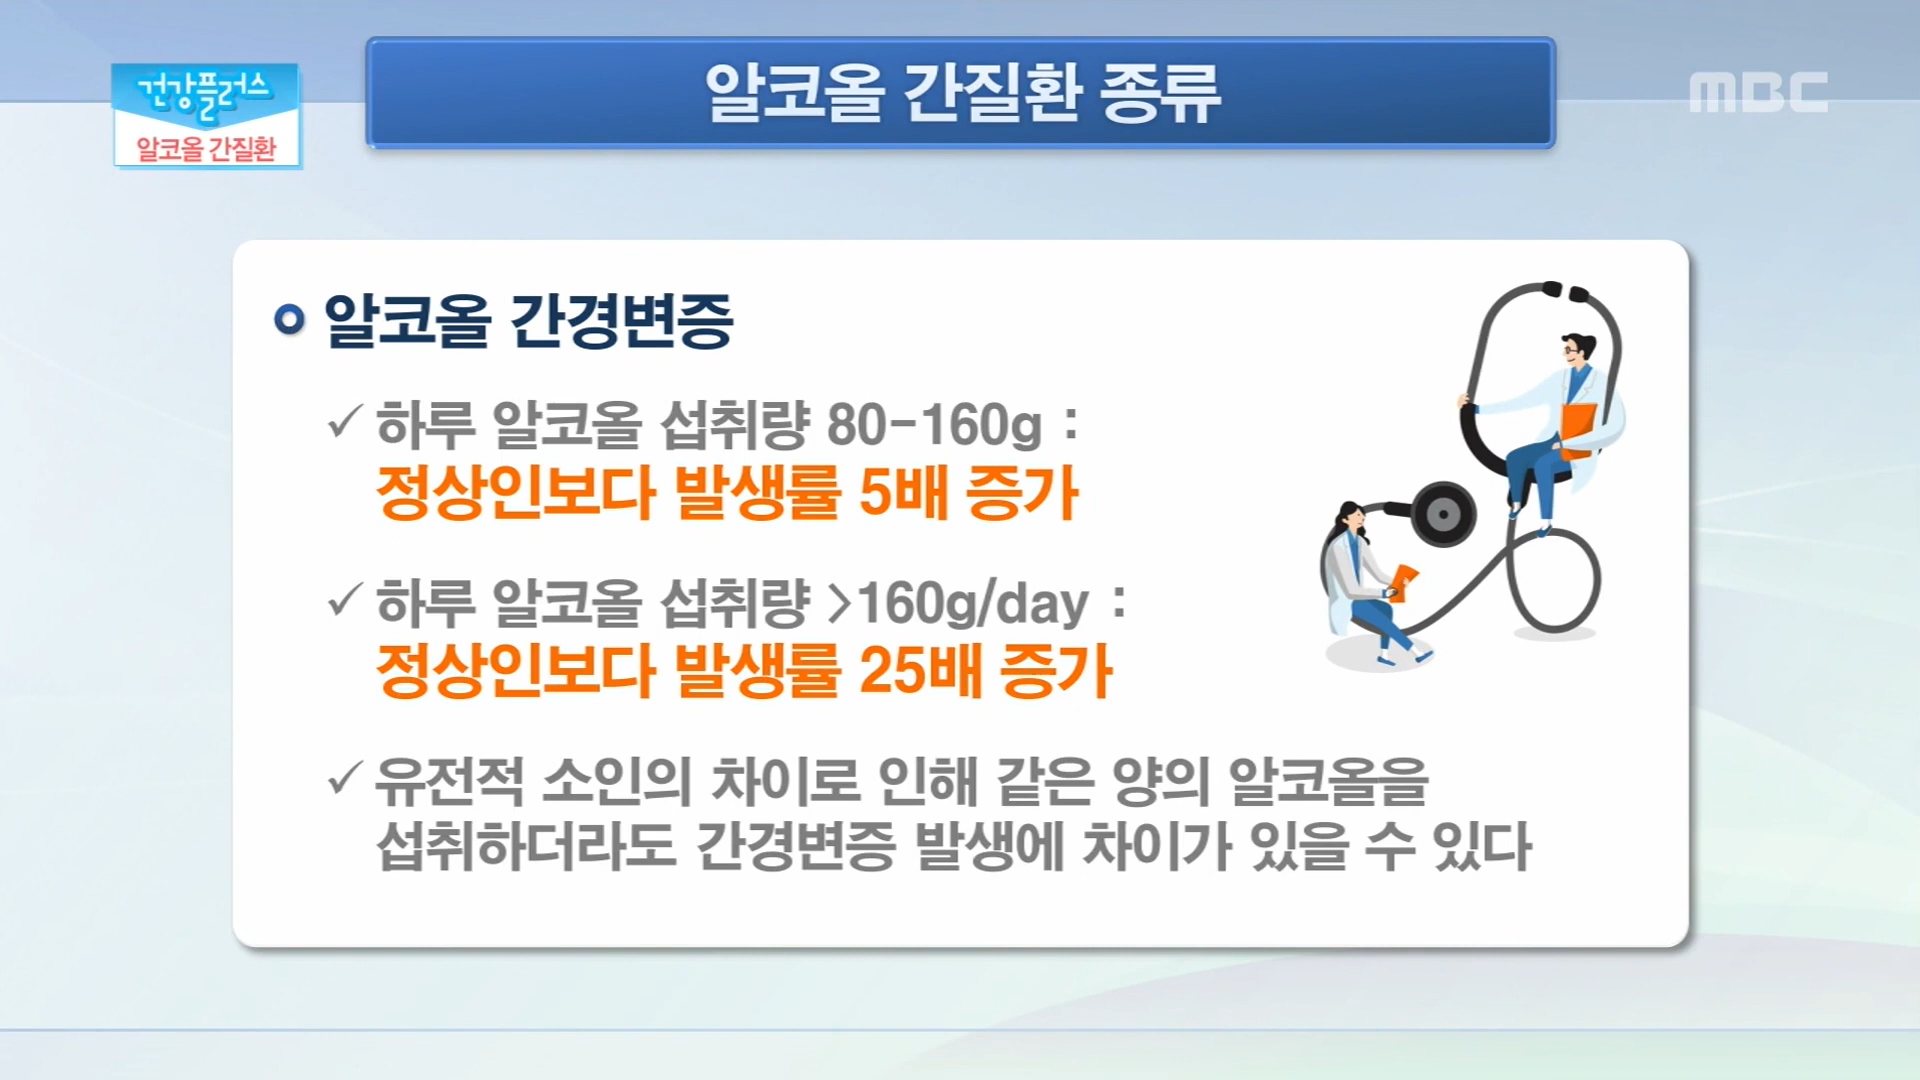 알코올 간질환 종류
건강플러스
알코올 간질환
MBC
알코올 간경변증
✓ 하루 알코올 섭취량 80-160g :
정상인보다 발생률 5배 증가
✓ 하루 알코올 섭취량 >160g/day :
정상인보다 발생률 25배 증가
✓ 유전적 소인의 차이로 인해 같은 양의 알코올을
섭취하더라도 간경변증 발생에 차이가 있을 수 있다